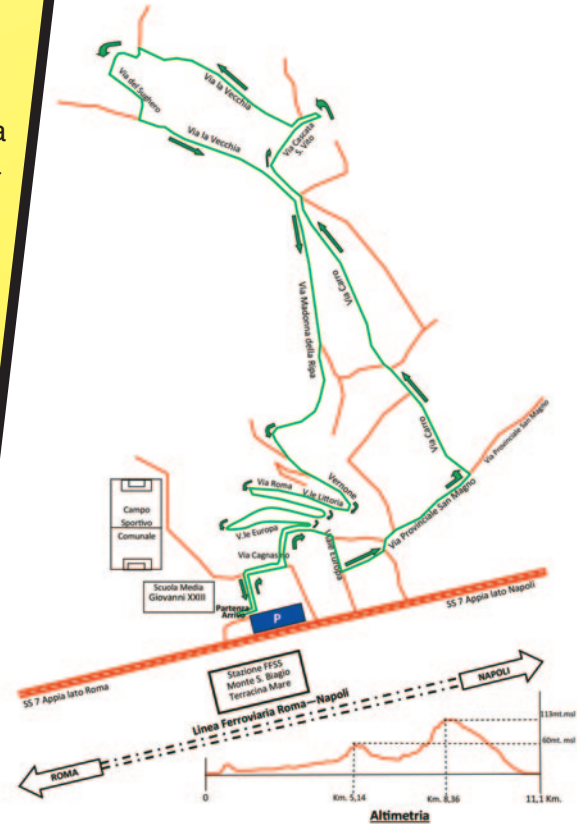 a
Via del Sughero
Via la Vecchia
Via la Vecchia
Via Cascata
S. Vito
Via Carro
Via Madonna della Ripa
Via Carro
Via Provinciale San Magno
Vernone
Via Roma
V.le Littoria
V.le Europa
Viale Europa
Via Provinciale San Magno
Campo
Sportivo
Comunale
Via Cagnasino
Scuola Media
Giovanni XXIII
Partenza
Arrivo
P
SS 7 Appia lato Napoli
SS 7 Appia lato Roma
Stazione FFSS
Monte S. Biagio
Terracina Mare
NAPOLI
Linea Ferroviaria Roma—Napoli
ROMA
113mt.msl
60mt. msl
0
Km. 5,14
Km. 8,36
11,1 Km.
Altimetria